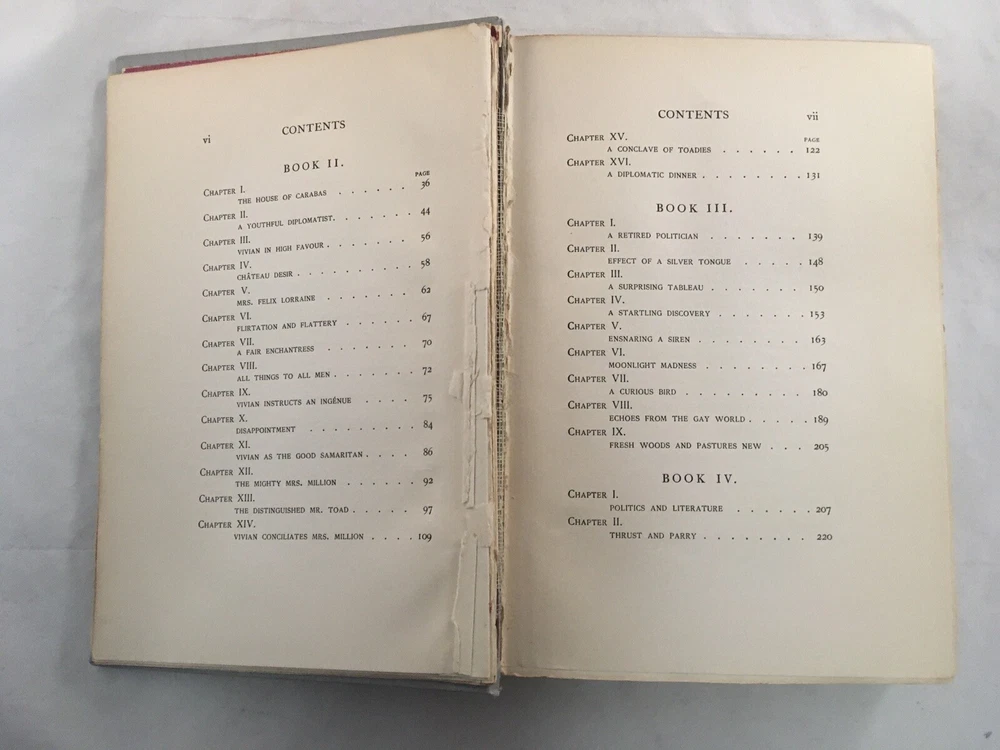 vi CONTENTS
BOOK II.
PAGE
CHAPTER I.
THE HOUSE OF CARABAS . . . . . . 36
CHAPTER II.
A YOUTHFUL DIPLOMATIST. . . . . . . 44
CHAPTER III.
VIVIAN IN HIGH FAVOUR . . . . . . . 56
CHAPTER IV.
CHÂTEAU DESIR . . . . . . . . . 58
CHAPTER V.
MRS. FELIX LORRAINE . . . . . . . 62
CHAPTER VI.
FLIRTATION AND FLATTERY . . . . . . 67
CHAPTER VII.
A FAIR ENCHANTRESS . . . . . . . 70
CHAPTER VIII.
ALL THINGS TO ALL MEN . . . . . . 72
CHAPTER IX.
VIVIAN INSTRUCTS AN INGÉNUE . . . . 75
CHAPTER X.
DISAPPOINTMENT . . . . . . . . . 84
CHAPTER XI.
VIVIAN AS THE GOOD SAMARITAN . . . . 86
CHAPTER XII.
THE MIGHTY MRS. MILLION . . . . . . 92
CHAPTER XIII.
THE DISTINGUISHED MR. TOAD . . . . . 97
CHAPTER XIV.
VIVIAN CONCILIATES MRS. MILLION . . . . 109
CONTENTS vii
CHAPTER XV. PAGE
A CONCLAVE OF TOADIES . . . . . . 122
CHAPTER XVI.
A DIPLOMATIC DINNER . . . . . . . . 131
BOOK III.
CHAPTER I.
A RETIRED POLITICIAN . . . . . . . 139
CHAPTER II.
EFFECT OF A SILVER TONGUE . . . . . 148
CHAPTER III.
A SURPRISING TABLEAU . . . . . . . 150
CHAPTER IV.
A STARTLING DISCOVERY . . . . . . . 153
CHAPTER V.
ENSNARING A SIREN . . . . . . . . 163
CHAPTER VI.
MOONLIGHT MADNESS . . . . . . . . 167
CHAPTER VII.
A CURIOUS BIRD . . . . . . . . . 180
CHAPTER VIII.
ECHOES FROM THE GAY WORLD . . . . . 189
CHAPTER IX.
FRESH WOODS AND PASTURES NEW . . . 205
BOOK IV.
CHAPTER I.
POLITICS AND LITERATURE . . . . . . 207
CHAPTER II.
THRUST AND PARRY . . . . . . . . 220